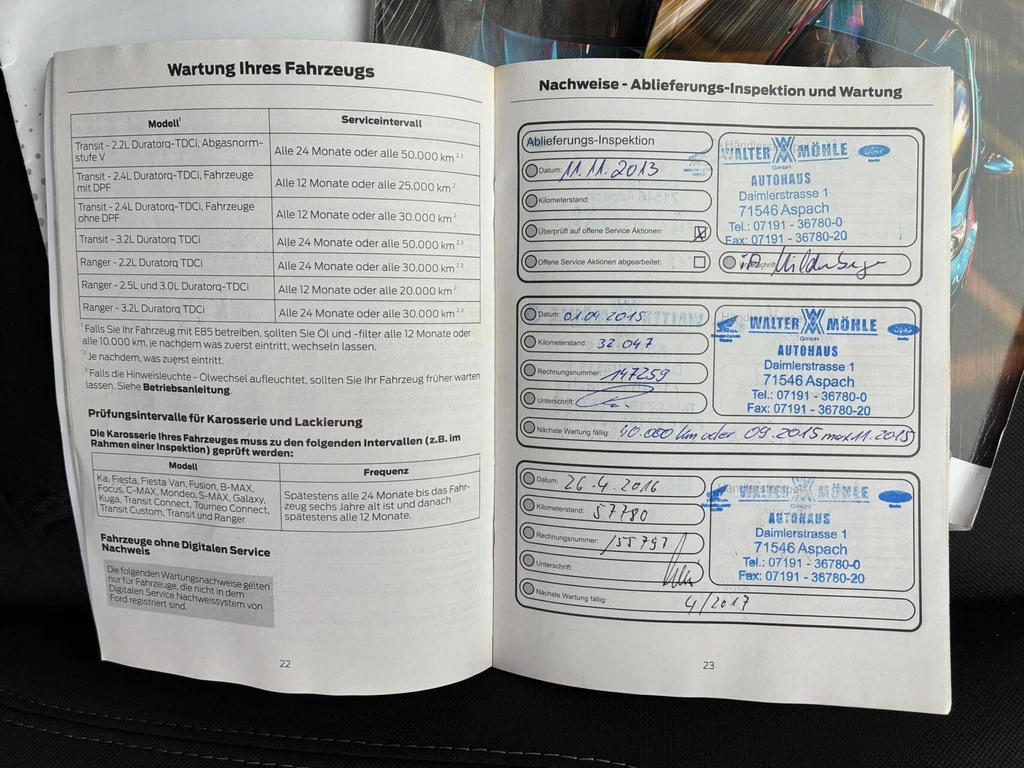 Wartung Ihres Fahrzeugs
Modell¹ Serviceintervall
Transit - 2.2L Duratorq-TDCi, Abgasnorm-
stufe V
Alle 24 Monate oder alle 50.000 km ²,³
Transit - 2.4L Duratorq-TDCi, Fahrzeuge
mit DPF
Alle 12 Monate oder alle 25.000 km ²
Transit - 2.4L Duratorq-TDCi, Fahrzeuge
ohne DPF
Alle 12 Monate oder alle 30.000 km ²
Transit - 3.2L Duratorq TDCi Alle 24 Monate oder alle 50.000 km ²,³
Ranger - 2.2L Duratorq TDCi Alle 24 Monate oder alle 30.000 km ²,³
Ranger - 2.5L und 3.0L Duratorq-TDCi Alle 12 Monate oder alle 20.000 km ²
Ranger - 3.2L Duratorq TDCi Alle 24 Monate oder alle 30.000 km ²,³
¹ Falls Sie Ihr Fahrzeug mit E85 betreiben, sollten Sie Öl und -filter alle 12 Monate oder
alle 10.000 km, je nachdem was zuerst eintritt, wechseln lassen.
² Je nachdem, was zuerst eintritt.
³ Falls die Hinweisleuchte - Ölwechsel aufleuchtet, sollten Sie Ihr Fahrzeug früher warten
lassen. Siehe Betriebsanleitung.
Prüfungsintervalle für Karosserie und Lackierung
Die Karosserie Ihres Fahrzeuges muss zu den folgenden Intervallen (z.B. im
Rahmen einer Inspektion) geprüft werden:
Modell Frequenz
Ka, Fiesta, Fiesta Van, Fusion, B-MAX,
Focus, C-MAX, Mondeo, S-MAX, Galaxy,
Kuga, Transit Connect, Tourneo Connect,
Transit Custom, Transit und Ranger
Spätestens alle 24 Monate bis das Fahr-
zeug sechs Jahre alt ist und danach
spätestens alle 12 Monate.
Fahrzeuge ohne Digitalen Service
Nachweis
Die folgenden Wartungsnachweise gelten
nur für Fahrzeuge, die nicht in dem
Digitalen Service Nachweissystem von
Ford registriert sind.
22
Nachweise - Ablieferungs-Inspektion und Wartung
Ablieferungs-Inspektion
Datum: 11.11.2013
Kilometerstand:
Überprüft auf offene Service Aktionen:
Offene Service Aktionen abgearbeitet:
WALTER MÖHLE
GmbH
Ford
AUTOHAUS
Daimlerstrasse 1
71546 Aspach
Tel.: 07191 - 36780-0
Fax: 07191 - 36780-20
Datum: 01.04.2015
Kilometerstand: 32.047
Rechnungsnummer: 147259
Unterschrift:
Nächste Wartung fällig: 40.000 km oder 09.2015 max 11.2015
HONDA
WALTER MÖHLE
GmbH
Ford
AUTOHAUS
Daimlerstrasse 1
71546 Aspach
Tel.: 07191 - 36780-0
Fax: 07191 - 36780-20
Datum: 26.4.2016
Kilometerstand: 57780
Rechnungsnummer: 155797
Unterschrift:
Nächste Wartung fällig: 4/2017
WALTER MÖHLE
GmbH
AUTOHAUS
Daimlerstrasse 1
71546 Aspach
Tel.: 07191 - 36780-0
Fax: 07191 - 36780-20
23